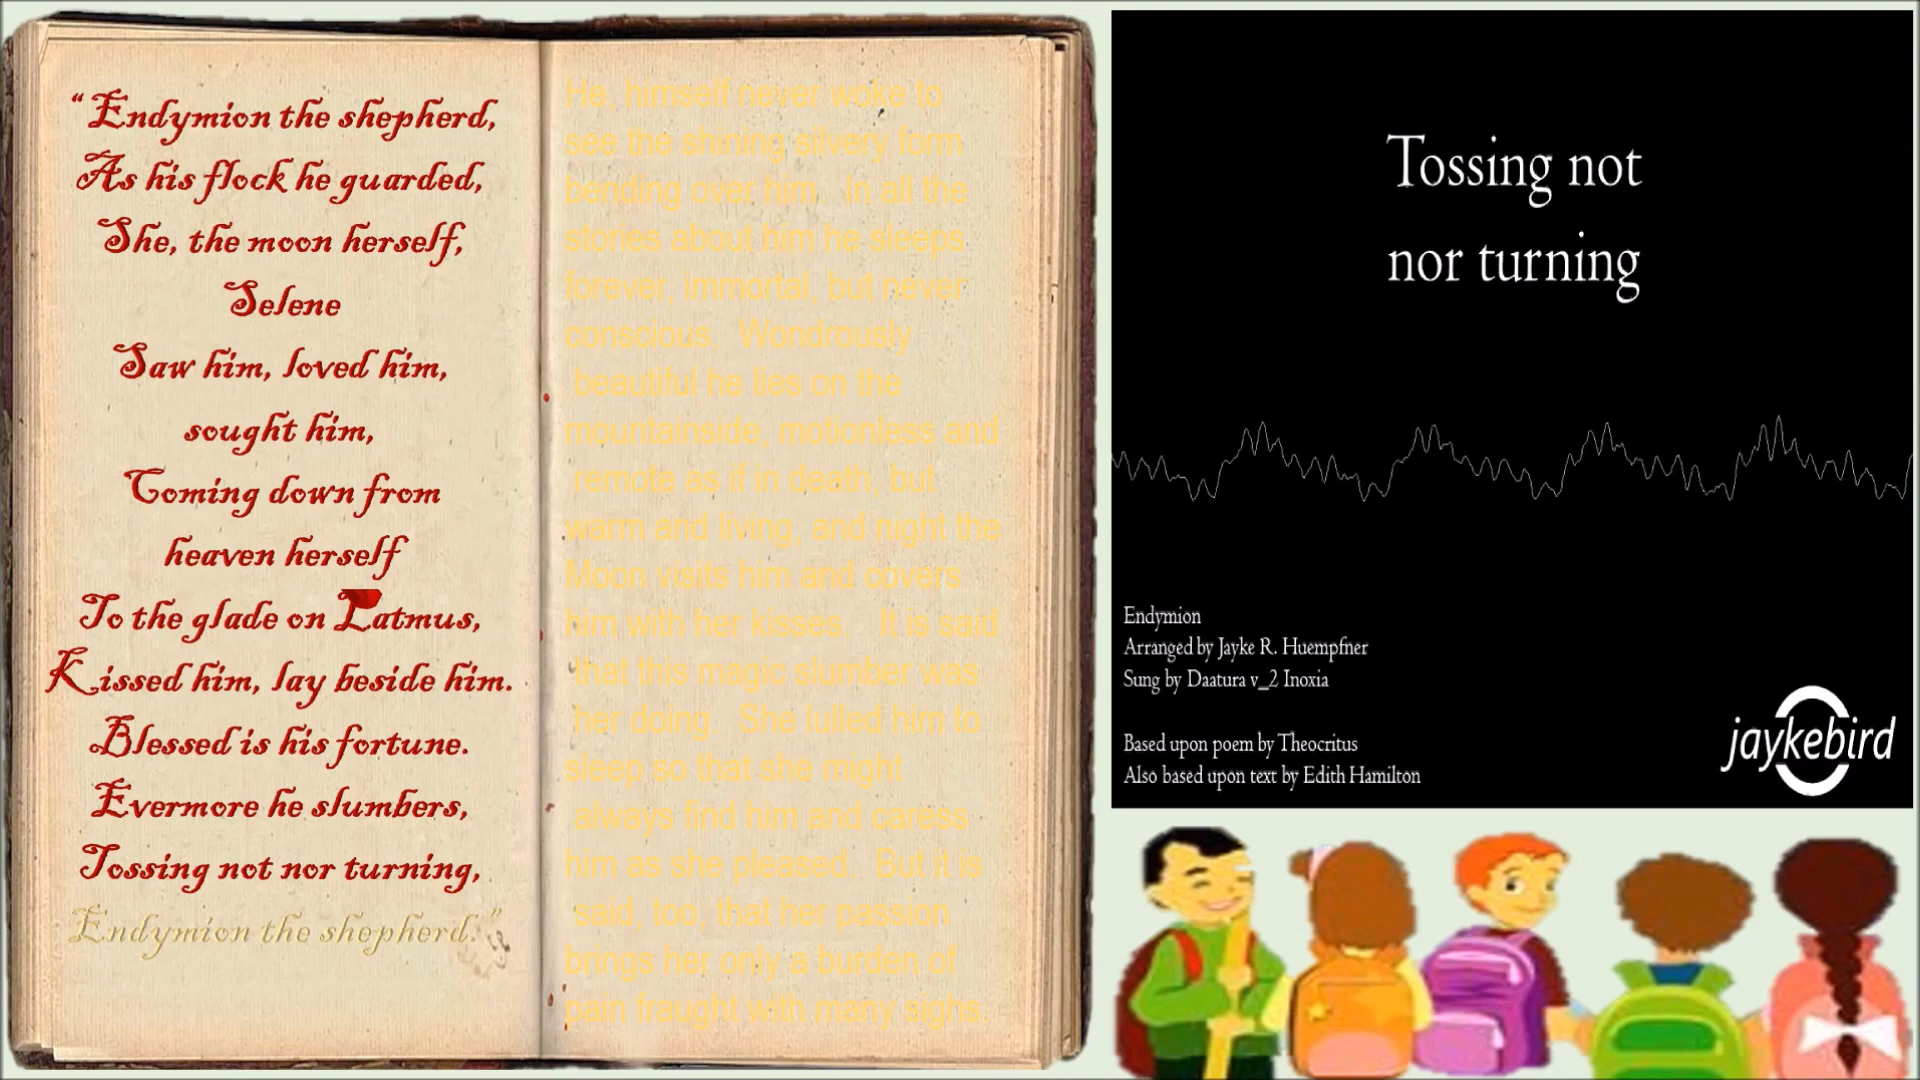 “Endymion the shepherd,
As his flock he guarded,
She, the moon herself,
Selene
Saw him, loved him,
sought him,
Coming down from
heaven herself
To the glade on Latmus,
Kissed him, lay beside him.
Blessed is his fortune.
Evermore he slumbers,
Tossing not nor turning,
Endymion the shepherd.”
He, himself never woke to
see the shining silvery form
bending over him. In all the
stories about him he sleeps
forever, immortal, but never
conscious. Wondrously
beautiful he lies on the
mountainside, motionless and
remote as if in death, but
warm and living, and night the
Moon visits him and covers
him with her kisses. It is said
that this magic slumber was
her doing. She lulled him to
sleep so that she might
always find him and caress
him as she pleased. But it is
said, too, that her passion
brings her only a burden of
pain fraught with many sighs.
Tossing not
nor turning
Endymion
Arranged by Jayke R. Huempfner
Sung by Daatura v_2 Inoxia
Based upon poem by Theocritus
Also based upon text by Edith Hamilton
jaykebird